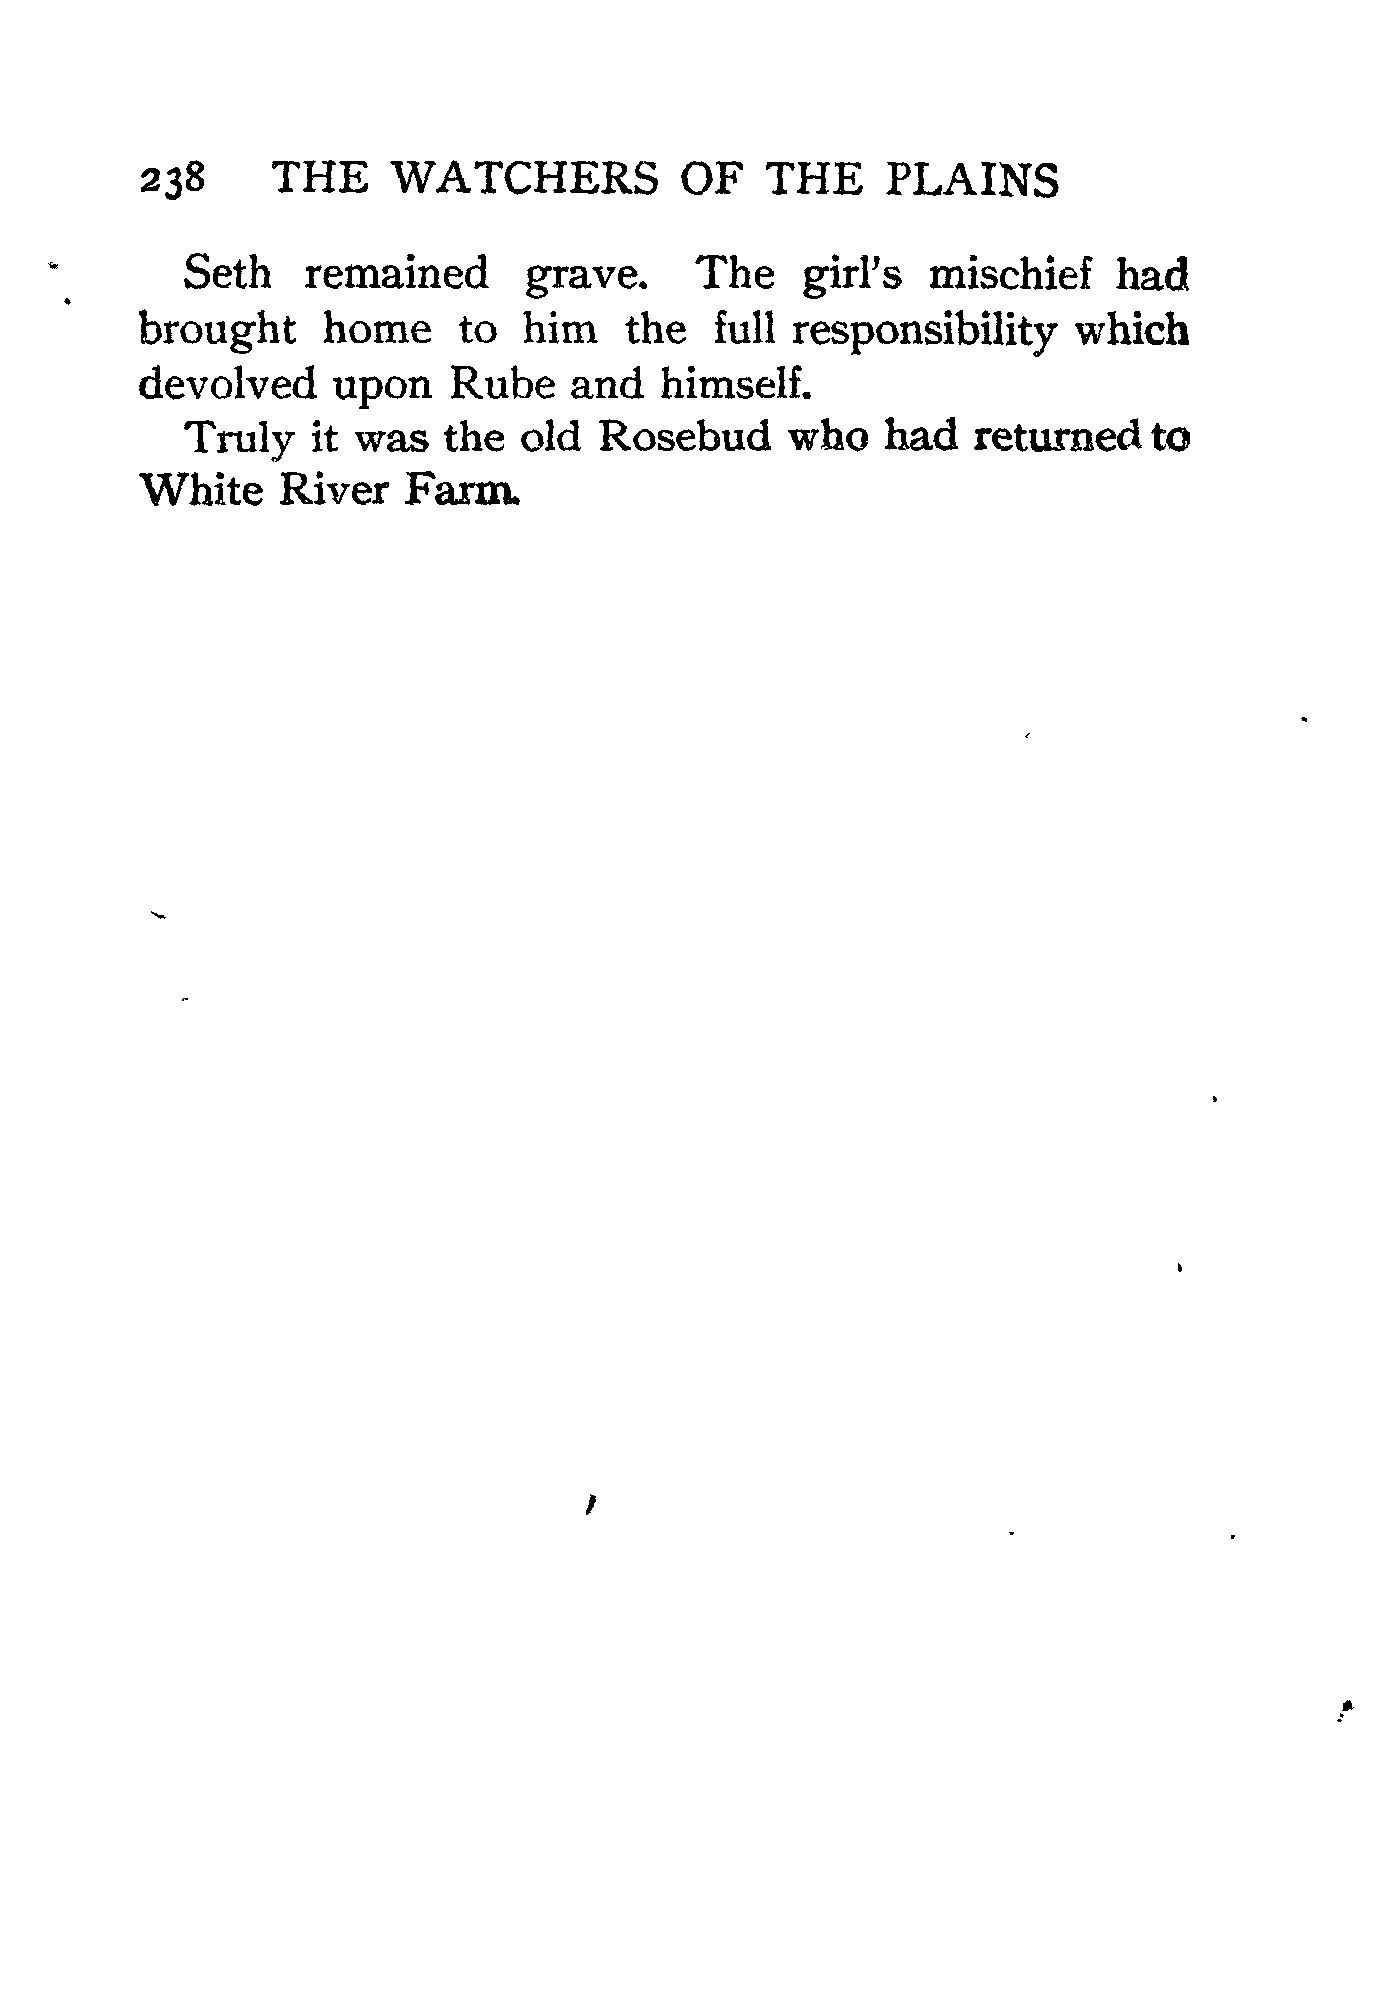 238 THE WATCHERS OF THE PLAINS
Seth remained grave. The girl's mischief had
brought home to him the full responsibility which
devolved upon Rube and himself.
Truly it was the old Rosebud who had returned to
White River Farm.